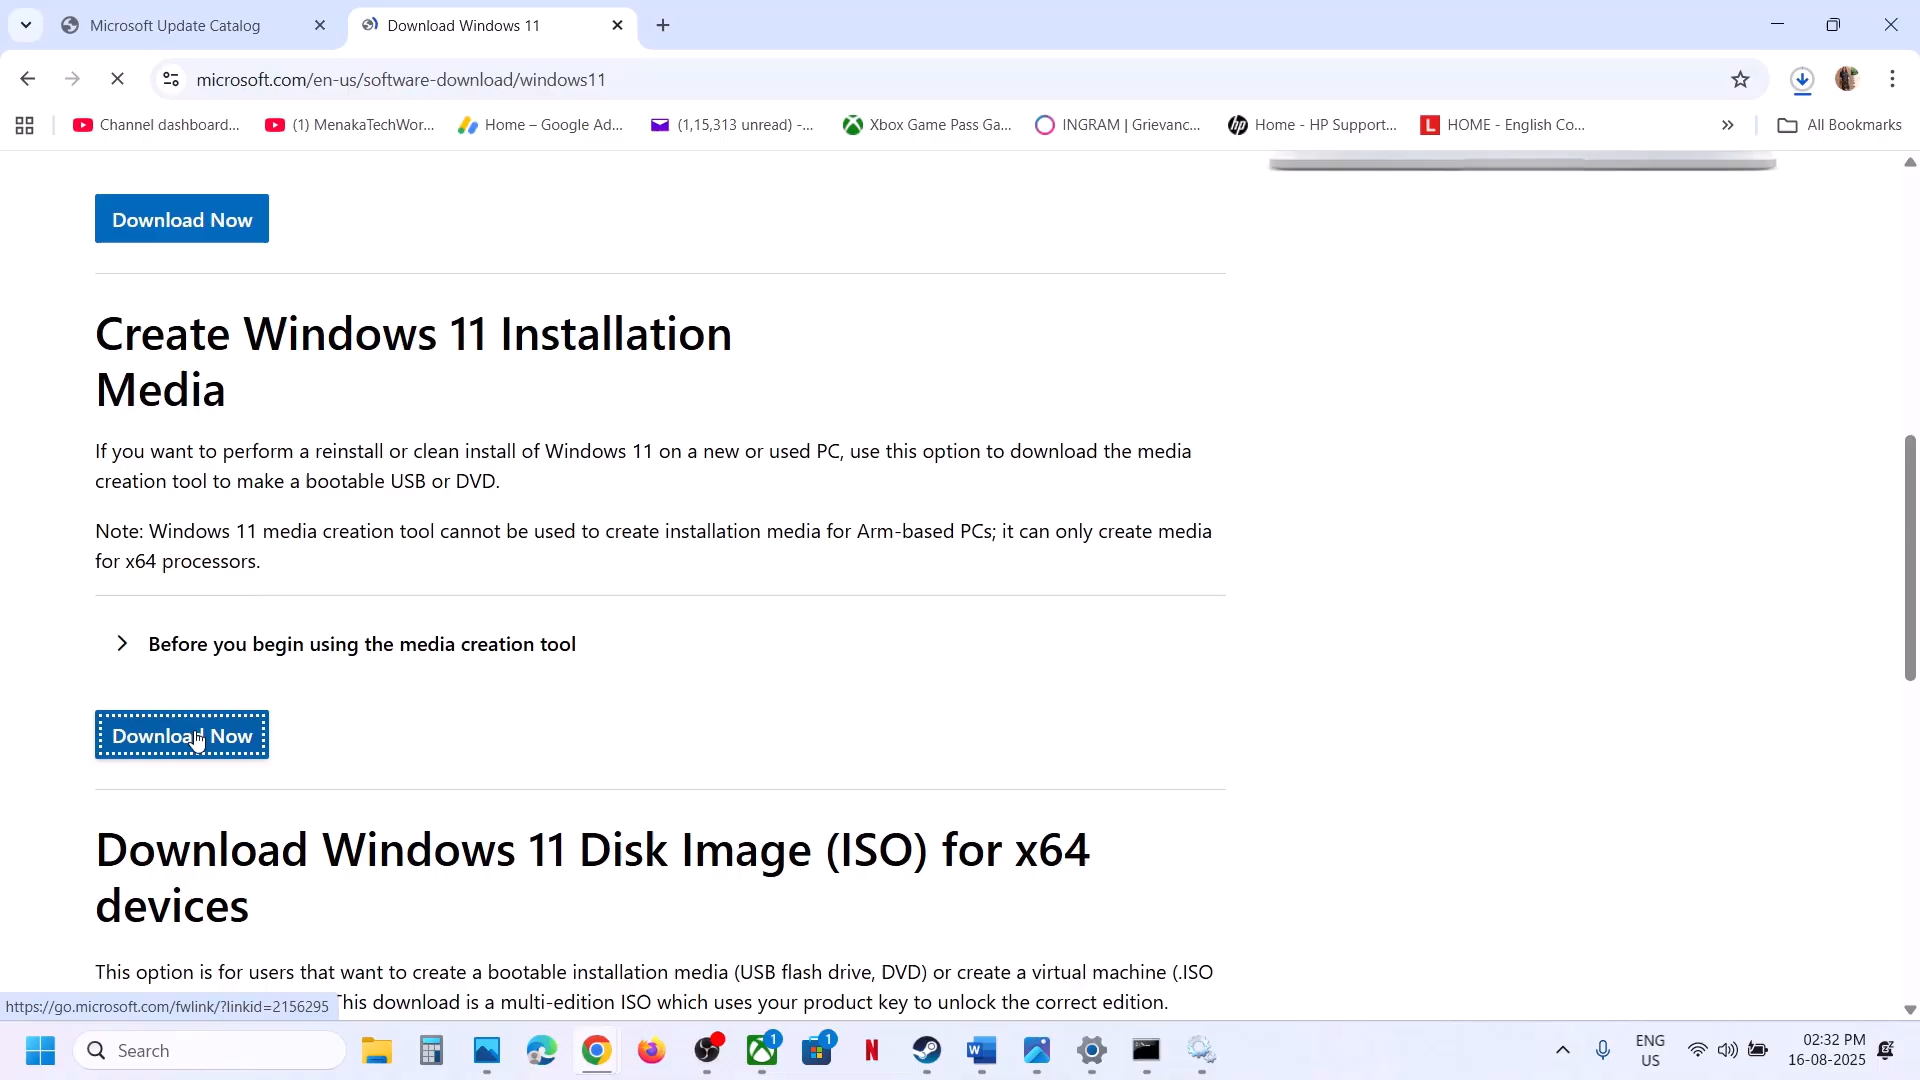 Microsoft Update Catalog
Download Windows 11
microsoft.com/en-us/software-download/windows11
Channel dashboard...
(1) MenakaTechWor...
Home – Google Ad...
(1,15,313 unread) -...
Xbox Game Pass Ga...
INGRAM | Grievanc...
Home - HP Support...
HOME - English Co...
»
All Bookmarks
Download Now
Create Windows 11 Installation
Media
If you want to perform a reinstall or clean install of Windows 11 on a new or used PC, use this option to download the media
creation tool to make a bootable USB or DVD.
Note: Windows 11 media creation tool cannot be used to create installation media for Arm-based PCs; it can only create media
for x64 processors.
Before you begin using the media creation tool
Download Now
Download Windows 11 Disk Image (ISO) for x64
devices
This option is for users that want to create a bootable installation media (USB flash drive, DVD) or create a virtual machine (.ISO
This download is a multi-edition ISO which uses your product key to unlock the correct edition.
https://go.microsoft.com/fwlink/?linkid=2156295
Search
1
1
ENG
US
02:32 PM
16-08-2025